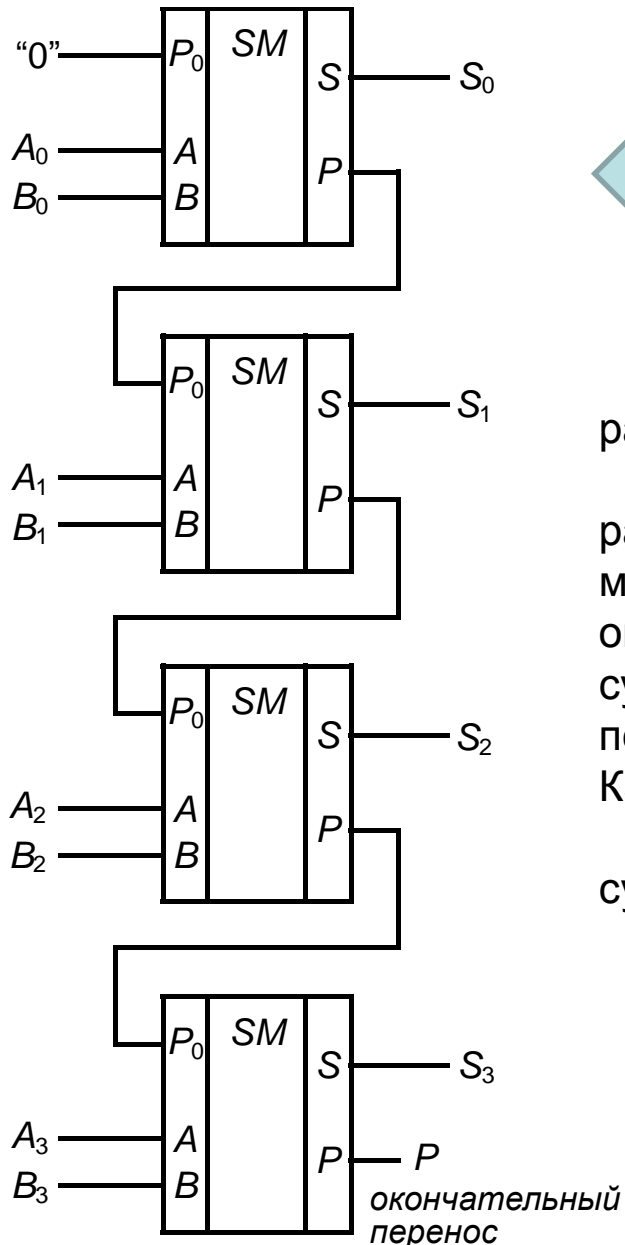 “0” P₀ SM S S₀
A₀ A P
B₀ B
P₀ SM S S₁
A₁ A P
B₁ B
P₀ SM S S₂
A₂ A P
B₂ B
P₀ SM S S₃
A₃ A P P
B₃ B
окончательный
перенос